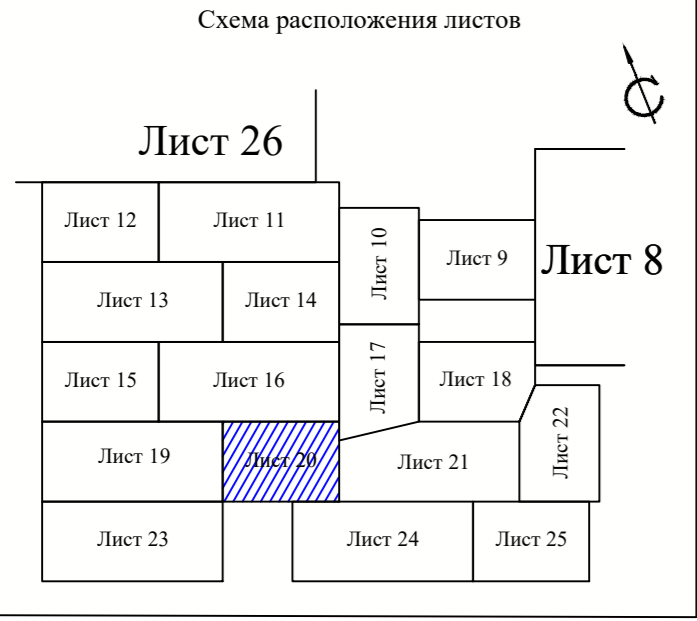 Схема расположения листов
С
Лист 26
Лист 12
Лист 11
Лист 10
Лист 9
Лист 8
Лист 13
Лист 14
Лист 15
Лист 16
Лист 17
Лист 18
Лист 19
Лист 20
Лист 21
Лист 22
Лист 23
Лист 24
Лист 25